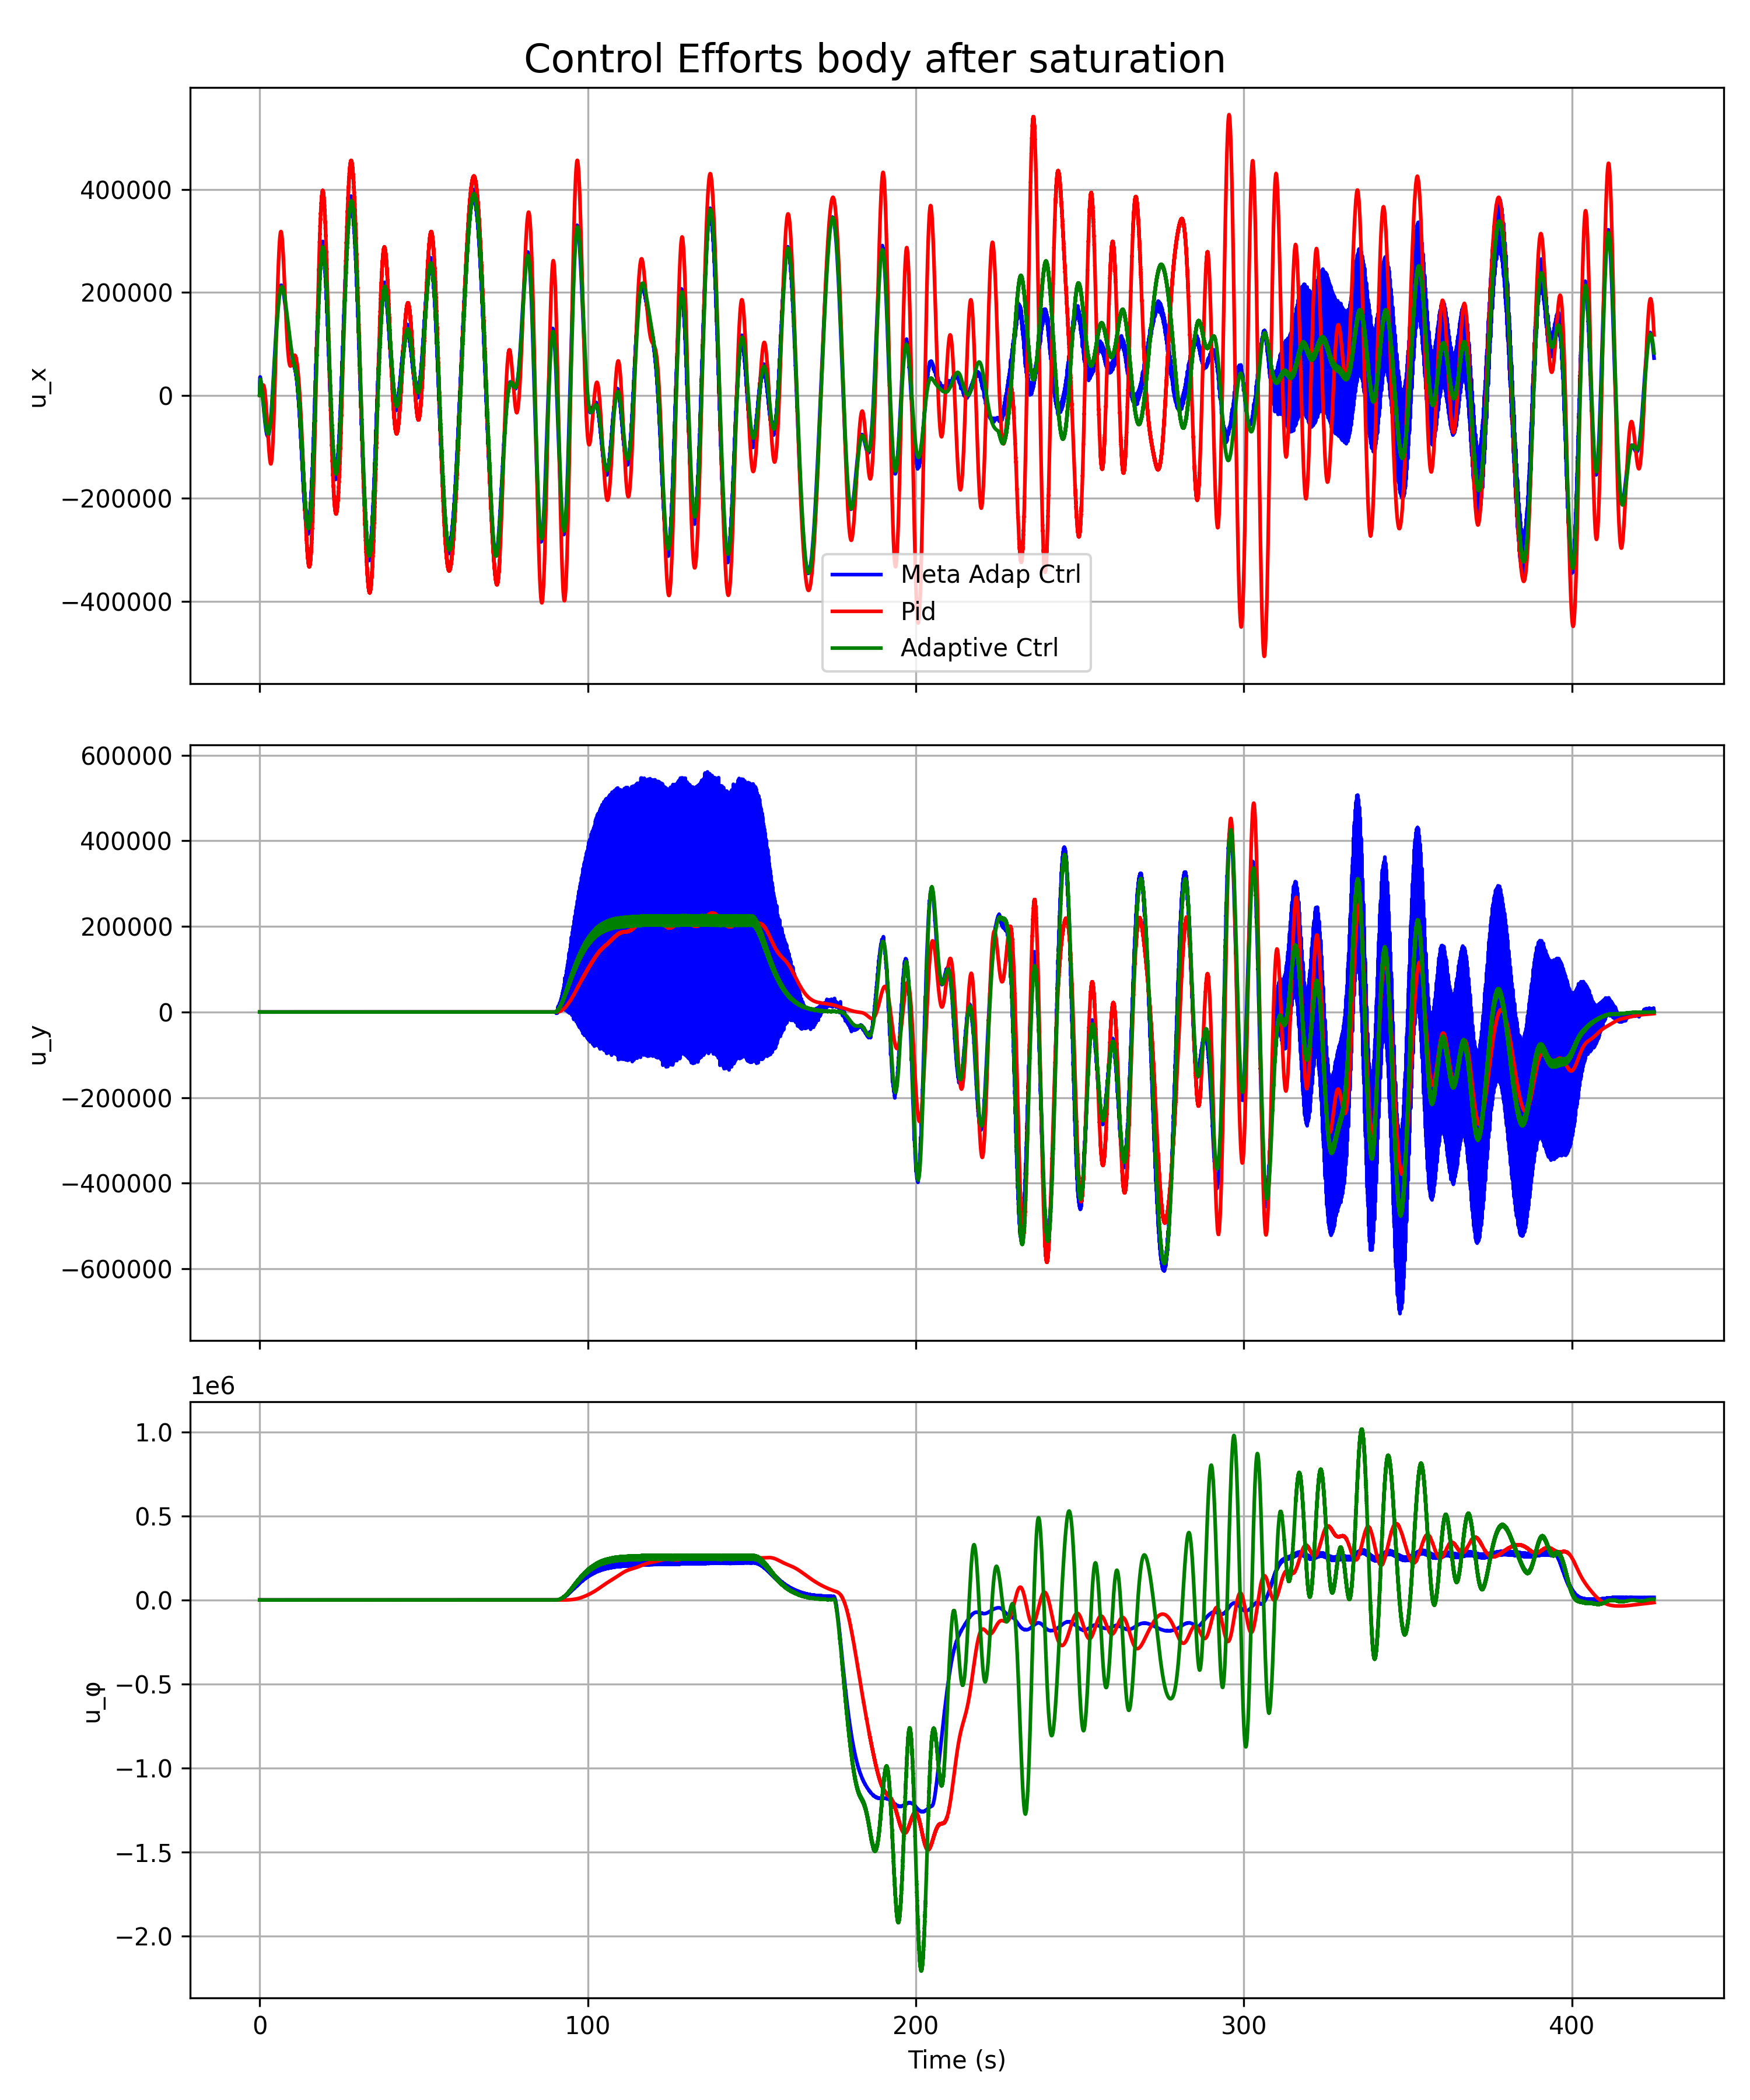 Control Efforts body after saturation
400000
200000
0
−200000
−400000
u_x
Meta Adap Ctrl
Pid
Adaptive Ctrl
600000
400000
200000
0
−200000
−400000
−600000
u_y
1e6
1.0
0.5
0.0
−0.5
−1.0
−1.5
−2.0
u_φ
0 100 200 300 400
Time (s)